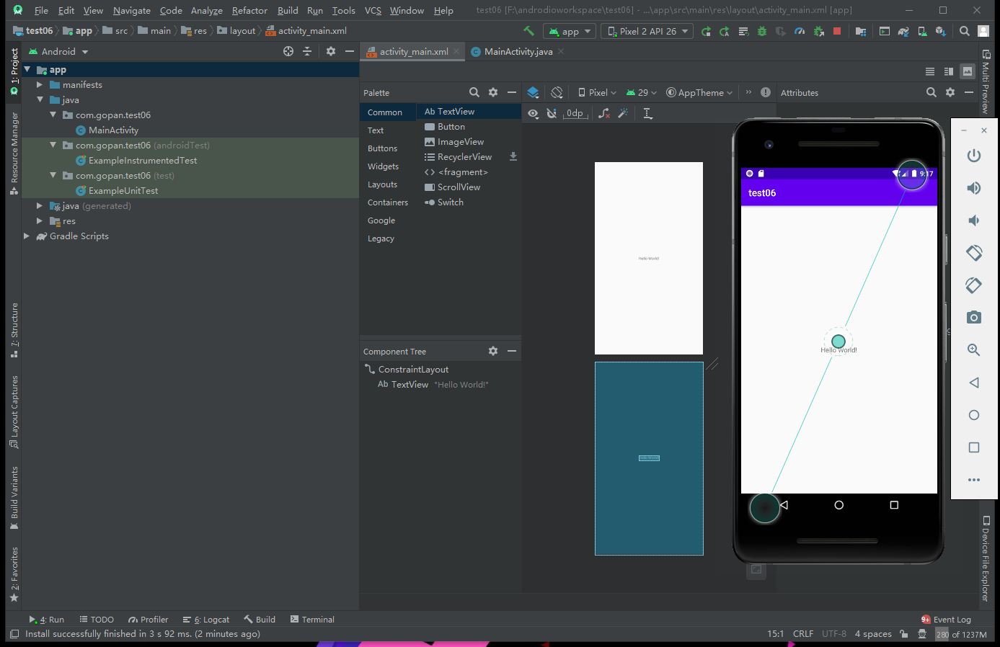 File Edit View Navigate Code Analyze Refactor Build Run Tools VCS Window Help test06 [F:\androdioworkspace\test06] - ...\app\src\main\res\layout\activity_main.xml [app]
test06 app src main res layout activity_main.xml app Pixel 2 API 26
1: Project
Resource Manager
7: Structure
Layout Captures
Build Variants
2: Favorites
Android
app
manifests
java
com.gopan.test06
MainActivity
com.gopan.test06 (androidTest)
ExampleInstrumentedTest
com.gopan.test06 (test)
ExampleUnitTest
java (generated)
res
Gradle Scripts
activity_main.xml MainActivity.java
Palette
Common
Text
Buttons
Widgets
Layouts
Containers
Google
Legacy
Ab TextView
Button
ImageView
RecyclerView
<fragment>
ScrollView
Switch
Component Tree
ConstraintLayout
Ab TextView "Hello World!"
Pixel 29 AppTheme
0dp
Hello World!
Hello World!
Attributes
9:17
test06
Hello World!
Multi Preview
Device File Explorer
4: Run TODO Profiler 6: Logcat Build Terminal 9+ Event Log
Install successfully finished in 3 s 92 ms. (2 minutes ago) 15:1 CRLF UTF-8 4 spaces 280 of 1237M